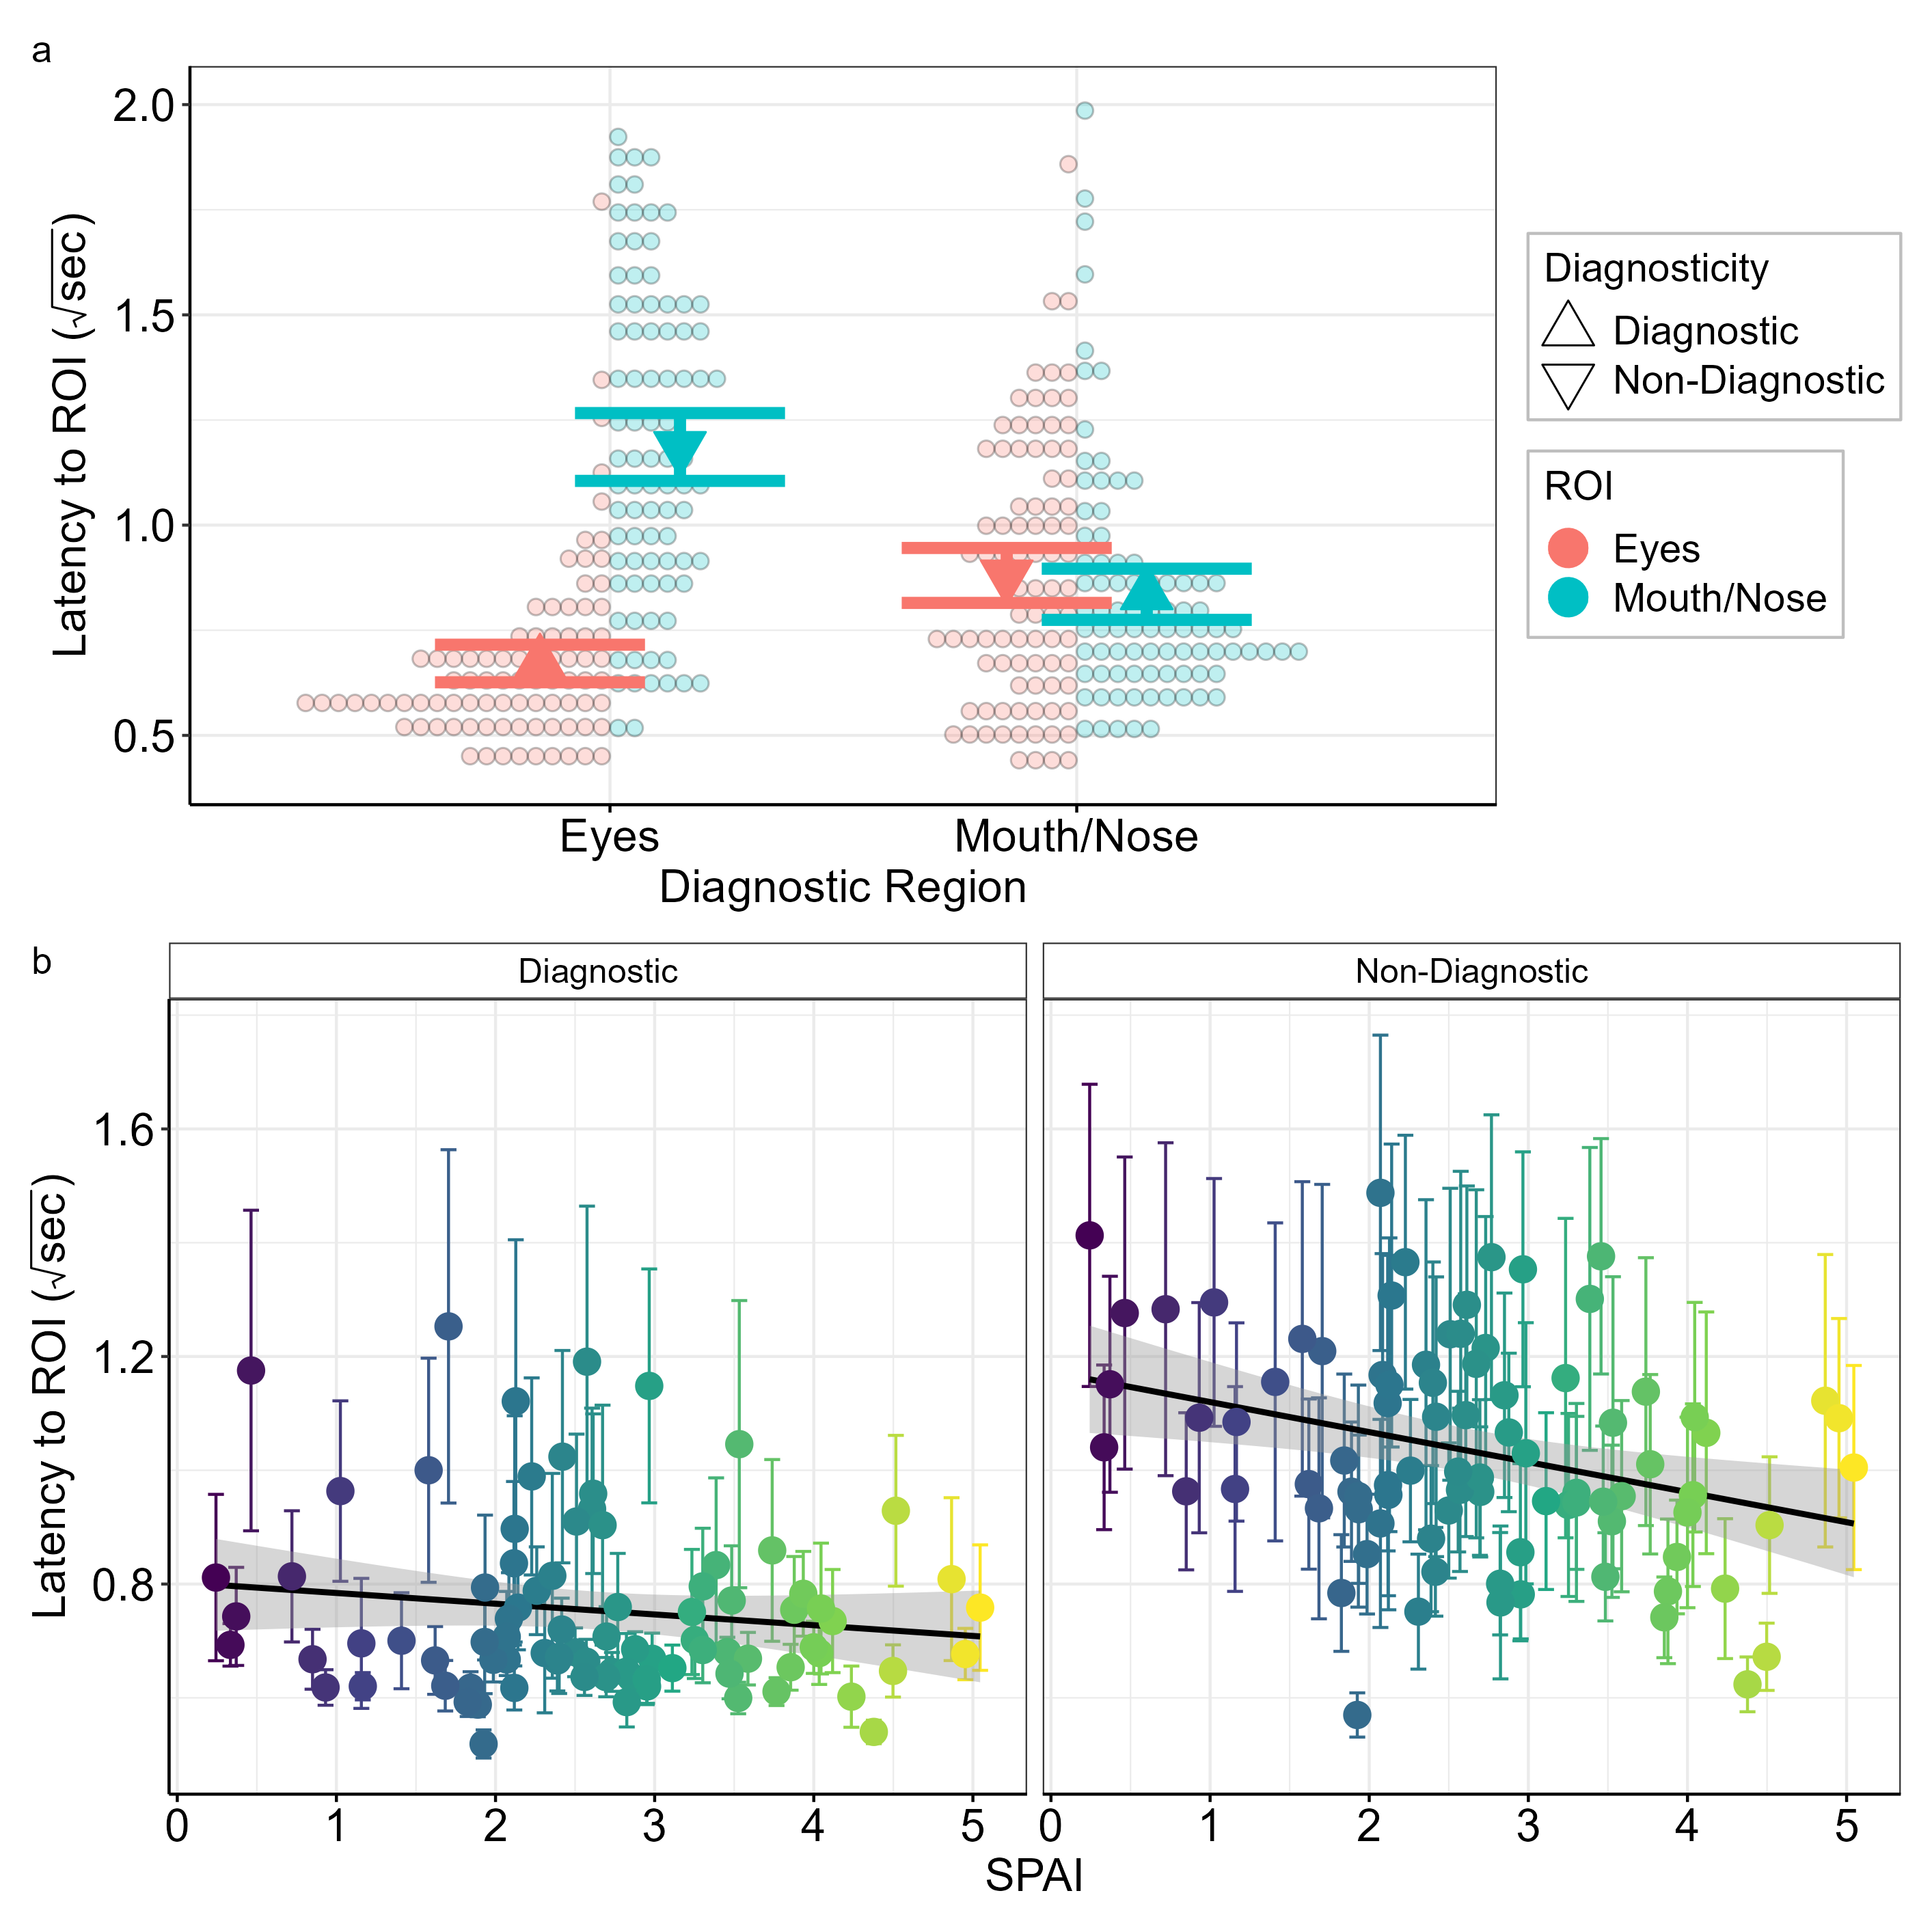 a
Latency to ROI (√sec)
2.0
1.5
1.0
0.5
Eyes
Mouth/Nose
Diagnostic Region
Diagnosticity
Diagnostic
Non-Diagnostic
ROI
Eyes
Mouth/Nose
b
Diagnostic
Non-Diagnostic
Latency to ROI (√sec)
1.6
1.2
0.8
0 1 2 3 4 5
0 1 2 3 4 5
SPAI